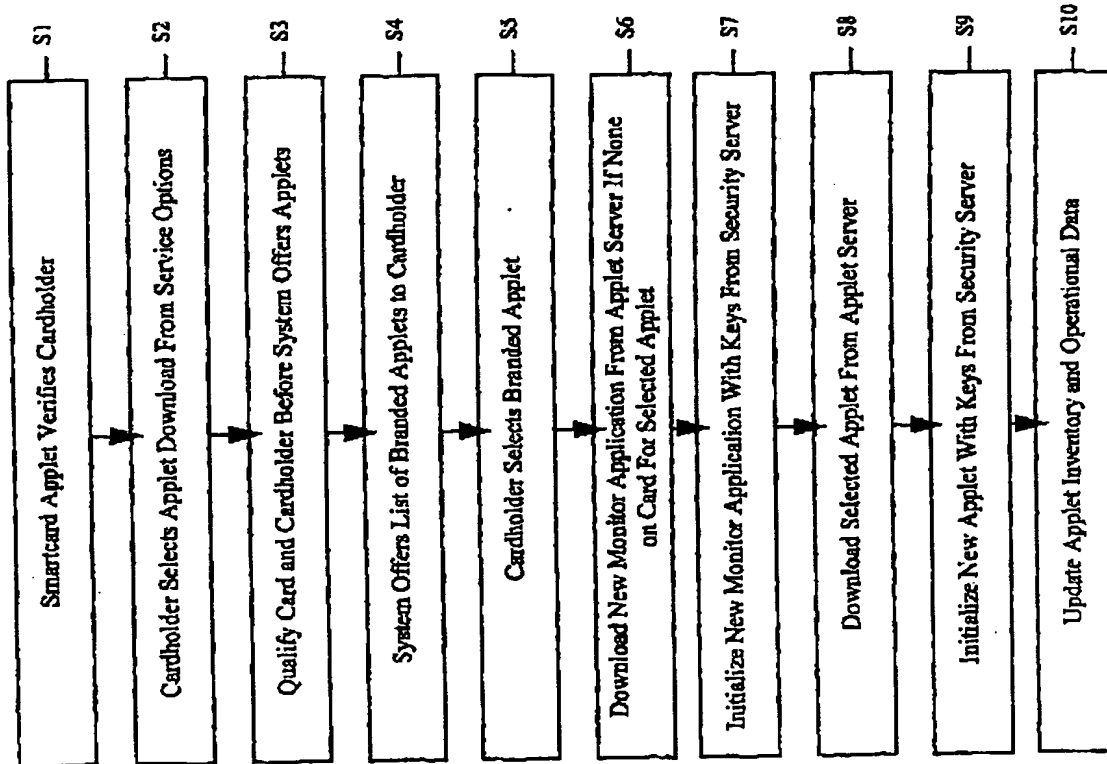 Smartcard Applet Verifies Cardholder
S1
Cardholder Selects Applet Download From Service Options
S2
Qualify Card and Cardholder Before System Offers Applets
S3
System Offers List of Branded Applets to Cardholder
S4
Cardholder Selects Branded Applet
S5
Download New Monitor Application From Applet Server If None
on Card For Selected Applet
S6
Initialize New Monitor Application With Keys From Security Server
S7
Download Selected Applet From Applet Server
S8
Initialize New Applet With Keys From Security Server
S9
Update Applet Inventory and Operational Data
S10